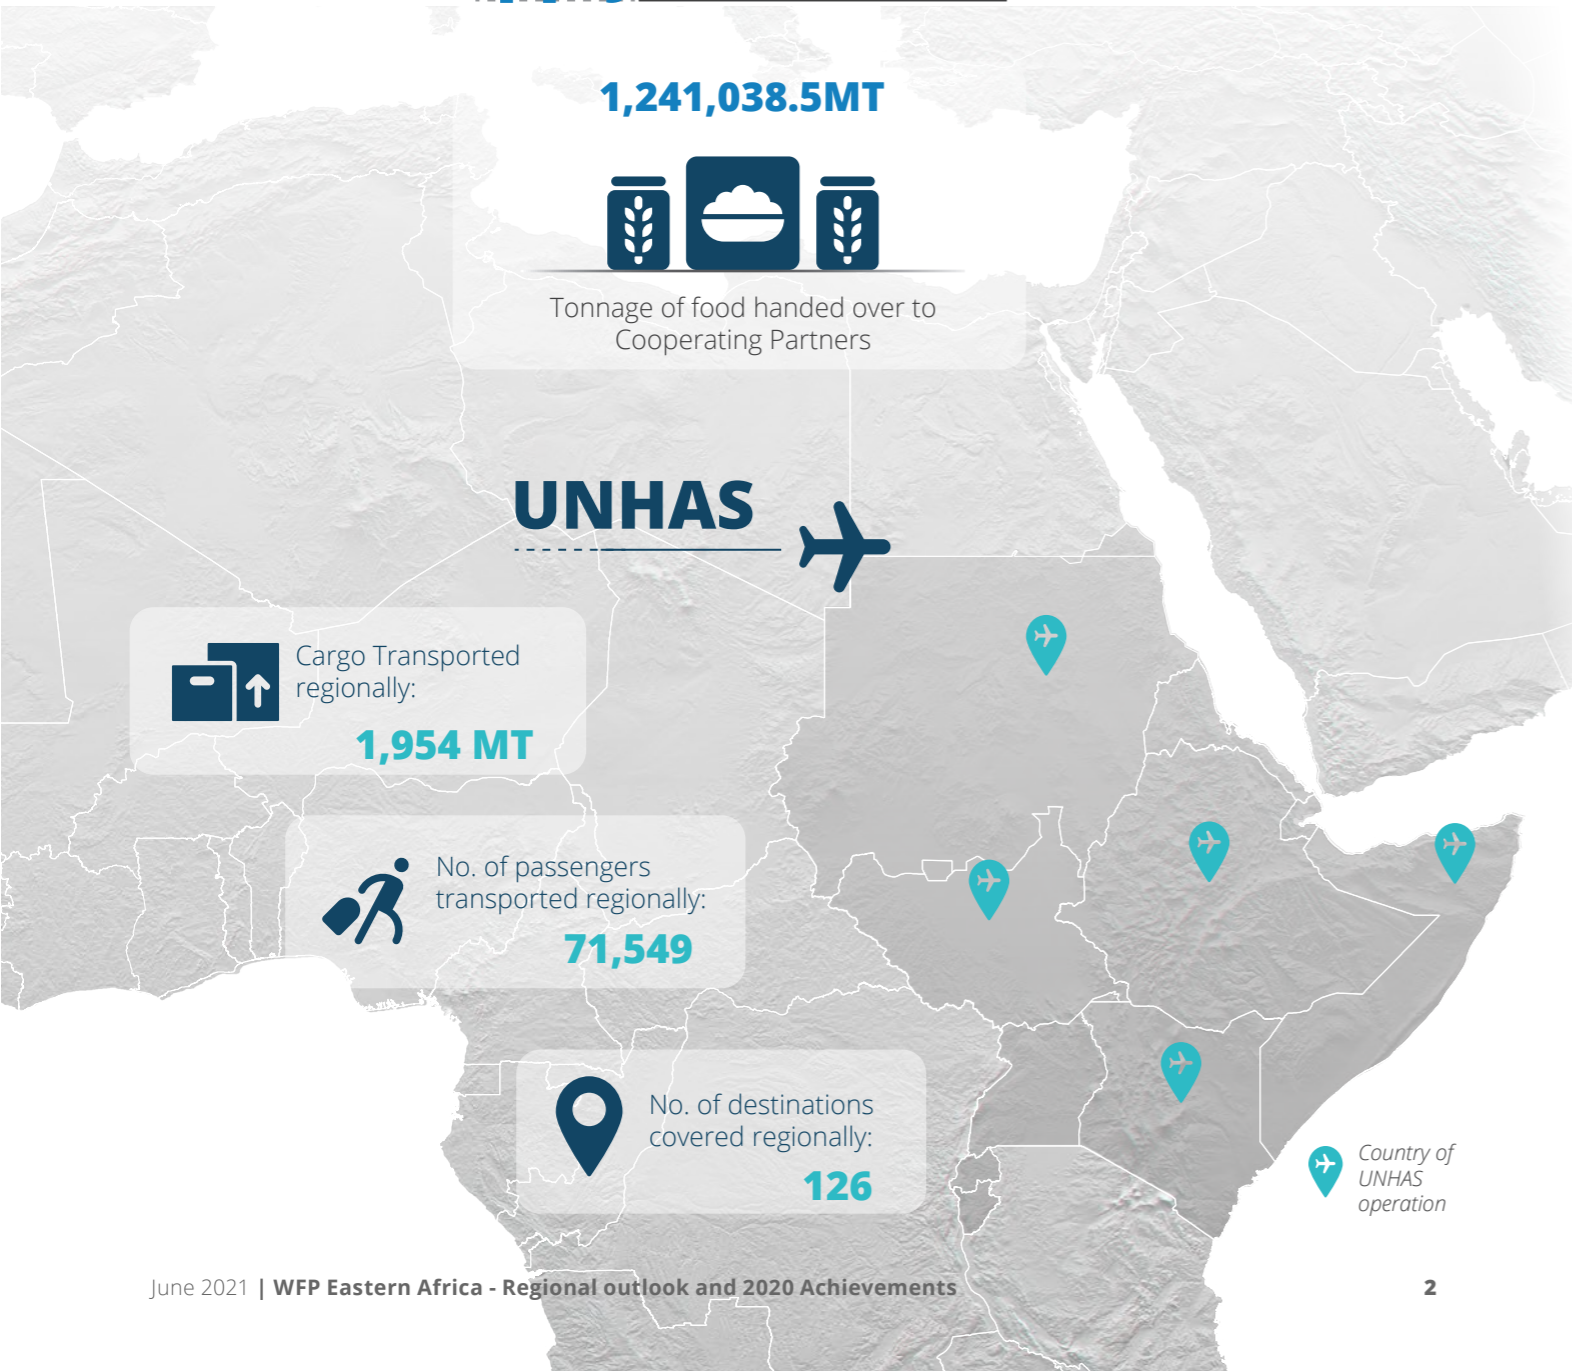 1,241,038.5MT
Tonnage of food handed over to
Cooperating Partners
UNHAS
Cargo Transported
regionally:
1,954 MT
No. of passengers
transported regionally:
71,549
No. of destinations
covered regionally:
126
Country of
UNHAS
operation
June 2021 | WFP Eastern Africa - Regional outlook and 2020 Achievements
2